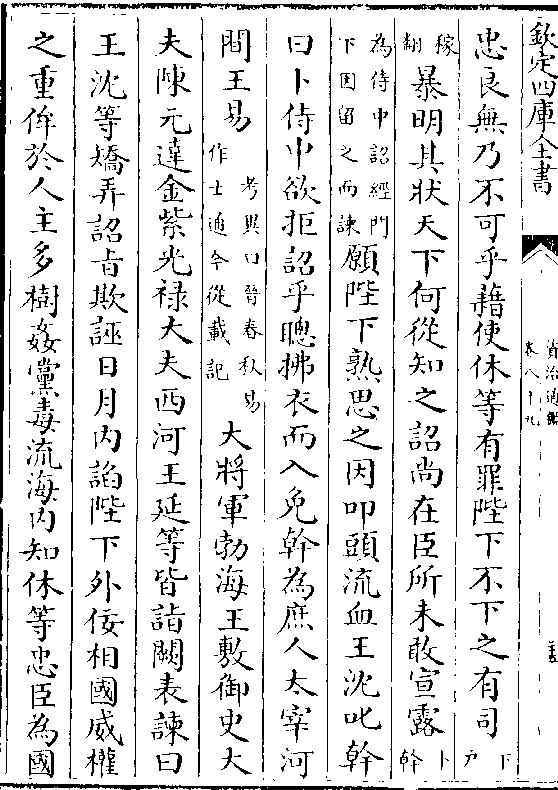 欽定四庫全書
資治通鑑
卷八十九
忠良無乃不可乎藉使休等有罪陛下不下之有司下
稼翻暴明其狀天下何從知之詔尚在臣所未敢宣露卜幹
為侍中詔經門下因留之而諫願陛下熟思之因叩頭流血王沈叱幹
曰卜侍中欲拒詔乎聰拂衣而入免幹為庶人太宰河
間王易考異曰晉春秋易作士通今從載記大將軍勃海王敷御史大
夫陳元達金紫光禄大夫西河王延等皆詣闕表諫曰
王沈等矯弄詔旨欺誣日月内諂陛下外佞相國威權
之重侔於人主多樹姦黨毒流海内知休等忠臣為國